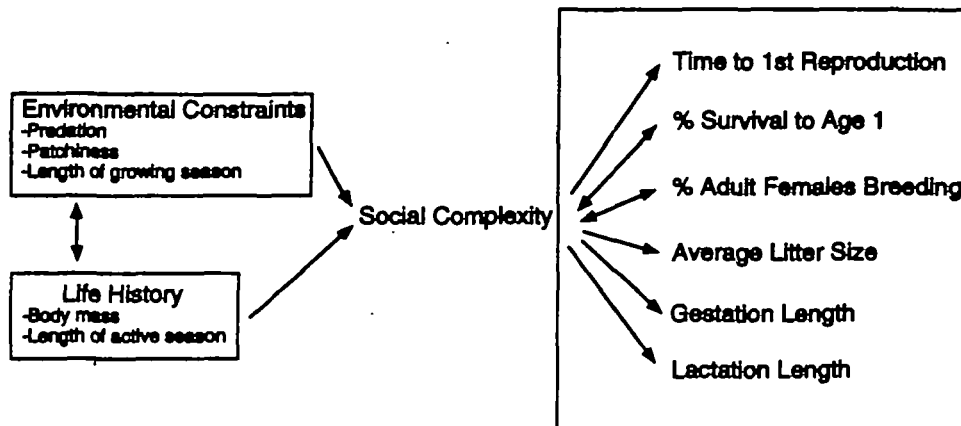 Environmental Constraints
-Predation
-Patchiness
-Length of growing season
Life History
-Body mass
-Length of active season
Social Complexity
Time to 1st Reproduction
% Survival to Age 1
% Adult Females Breeding
Average Litter Size
Gestation Length
Lactation Length